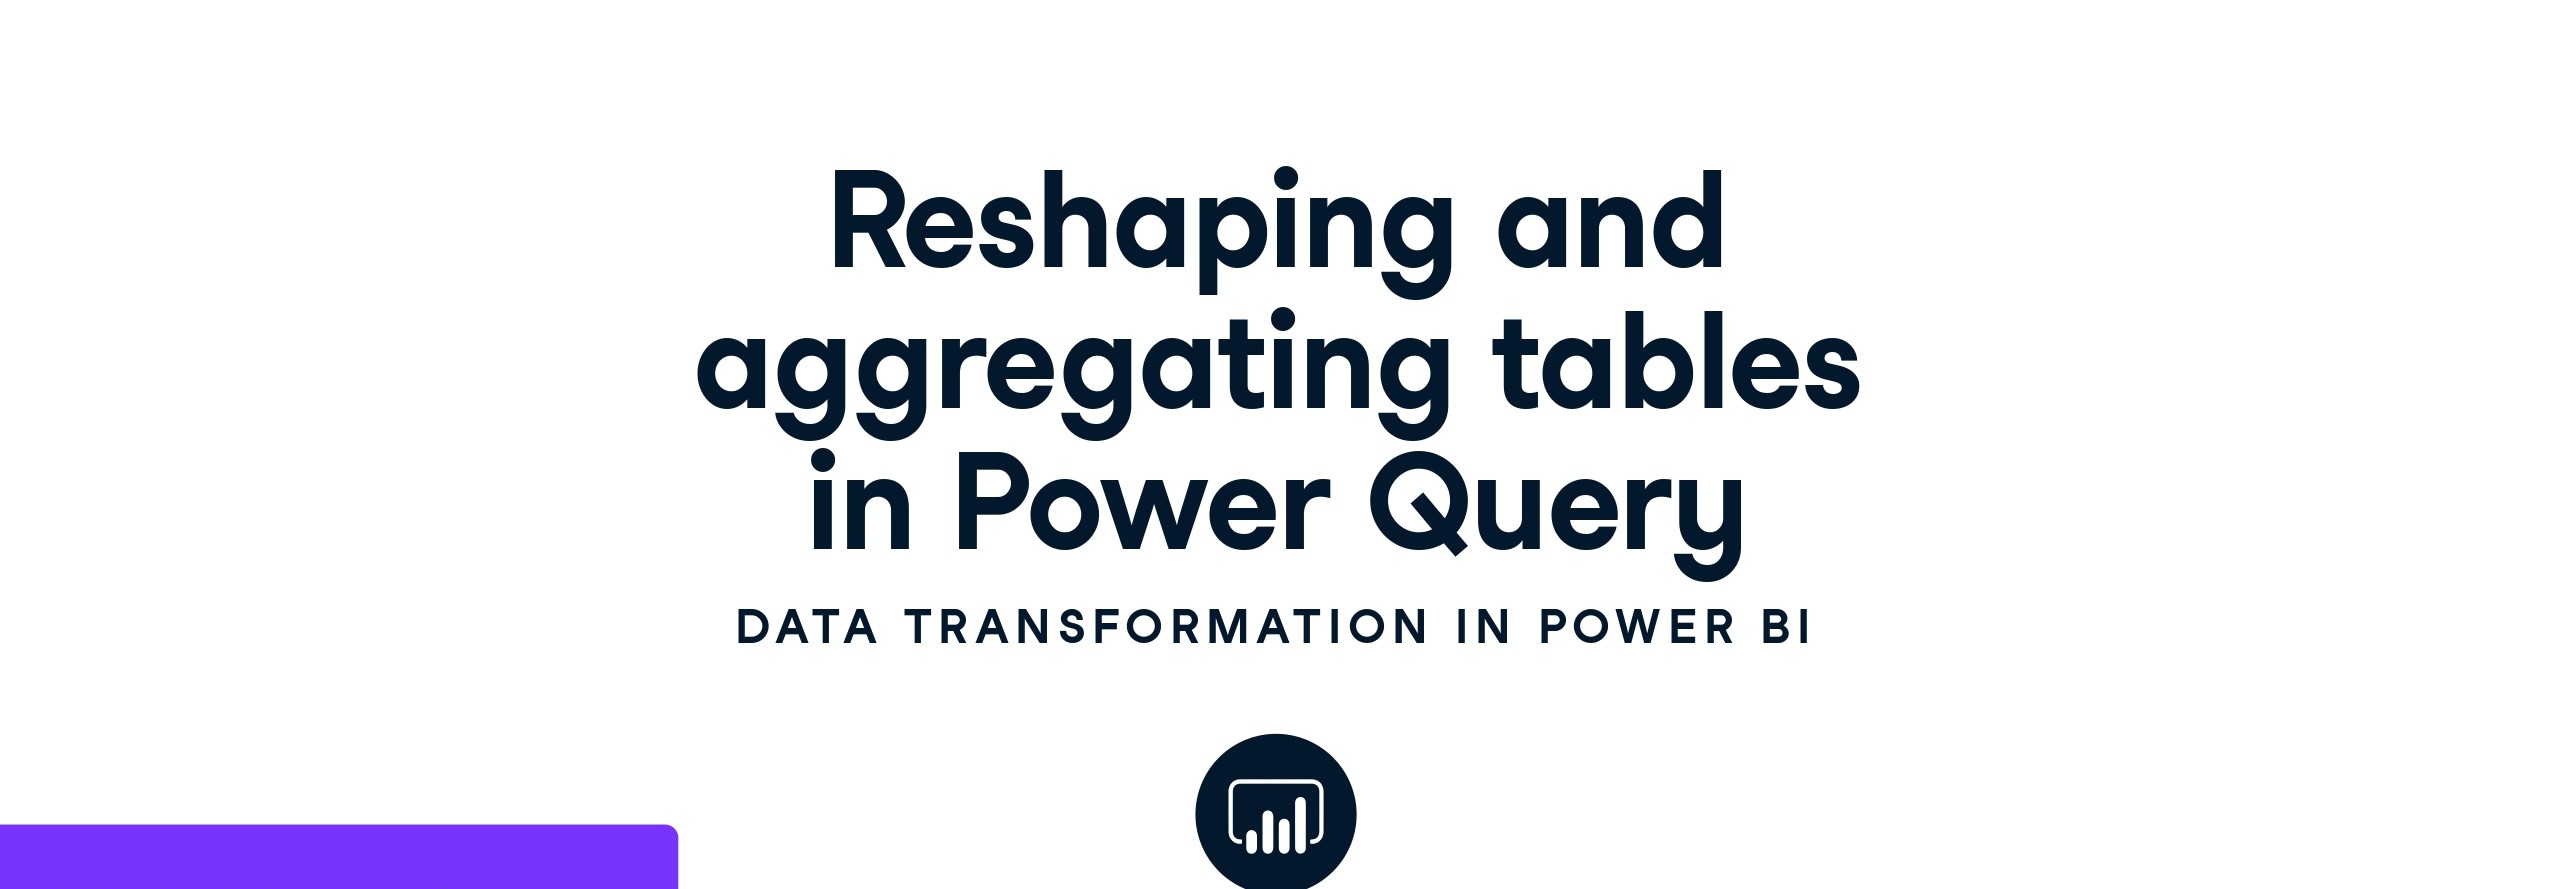 Reshaping and
aggregating tables
in Power Query
DATA TRANSFORMATION IN POWER BI